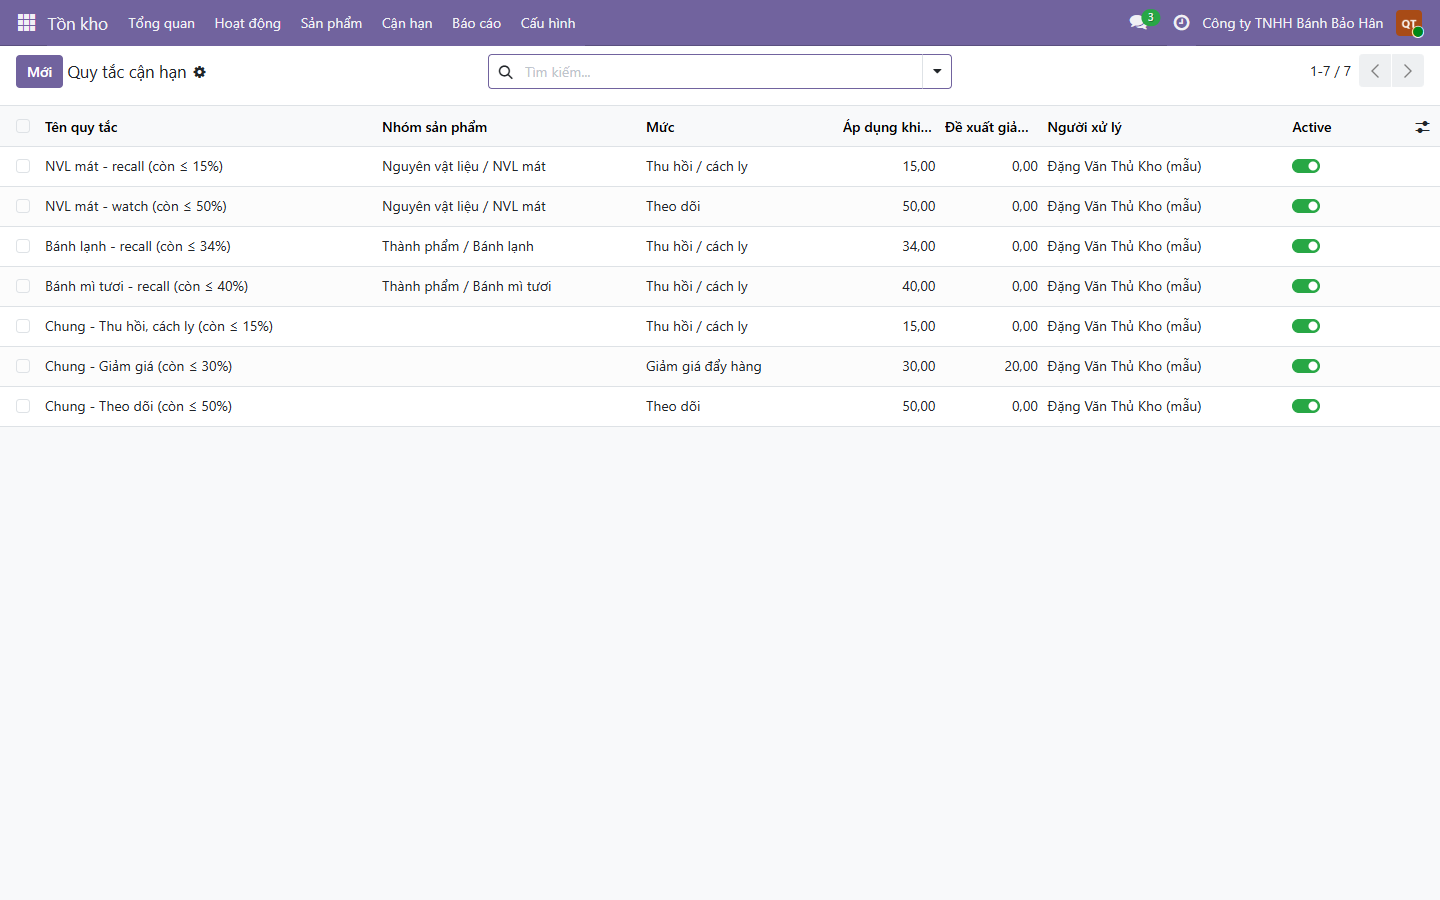 Tồn kho Tổng quan Hoạt động Sản phẩm Cận hạn Báo cáo Cấu hình 3 Công ty TNHH Bánh Bảo Hân QT
Mới Quy tắc cận hạn Tìm kiếm... 1-7 / 7
Tên quy tắc Nhóm sản phẩm Mức Áp dụng khi... Đề xuất giả... Người xử lý Active
NVL mát - recall (còn ≤ 15%) Nguyên vật liệu / NVL mát Thu hồi / cách ly 15,00 0,00 Đặng Văn Thủ Kho (mẫu)
NVL mát - watch (còn ≤ 50%) Nguyên vật liệu / NVL mát Theo dõi 50,00 0,00 Đặng Văn Thủ Kho (mẫu)
Bánh lạnh - recall (còn ≤ 34%) Thành phẩm / Bánh lạnh Thu hồi / cách ly 34,00 0,00 Đặng Văn Thủ Kho (mẫu)
Bánh mì tươi - recall (còn ≤ 40%) Thành phẩm / Bánh mì tươi Thu hồi / cách ly 40,00 0,00 Đặng Văn Thủ Kho (mẫu)
Chung - Thu hồi, cách ly (còn ≤ 15%) Thu hồi / cách ly 15,00 0,00 Đặng Văn Thủ Kho (mẫu)
Chung - Giảm giá (còn ≤ 30%) Giảm giá đẩy hàng 30,00 20,00 Đặng Văn Thủ Kho (mẫu)
Chung - Theo dõi (còn ≤ 50%) Theo dõi 50,00 0,00 Đặng Văn Thủ Kho (mẫu)